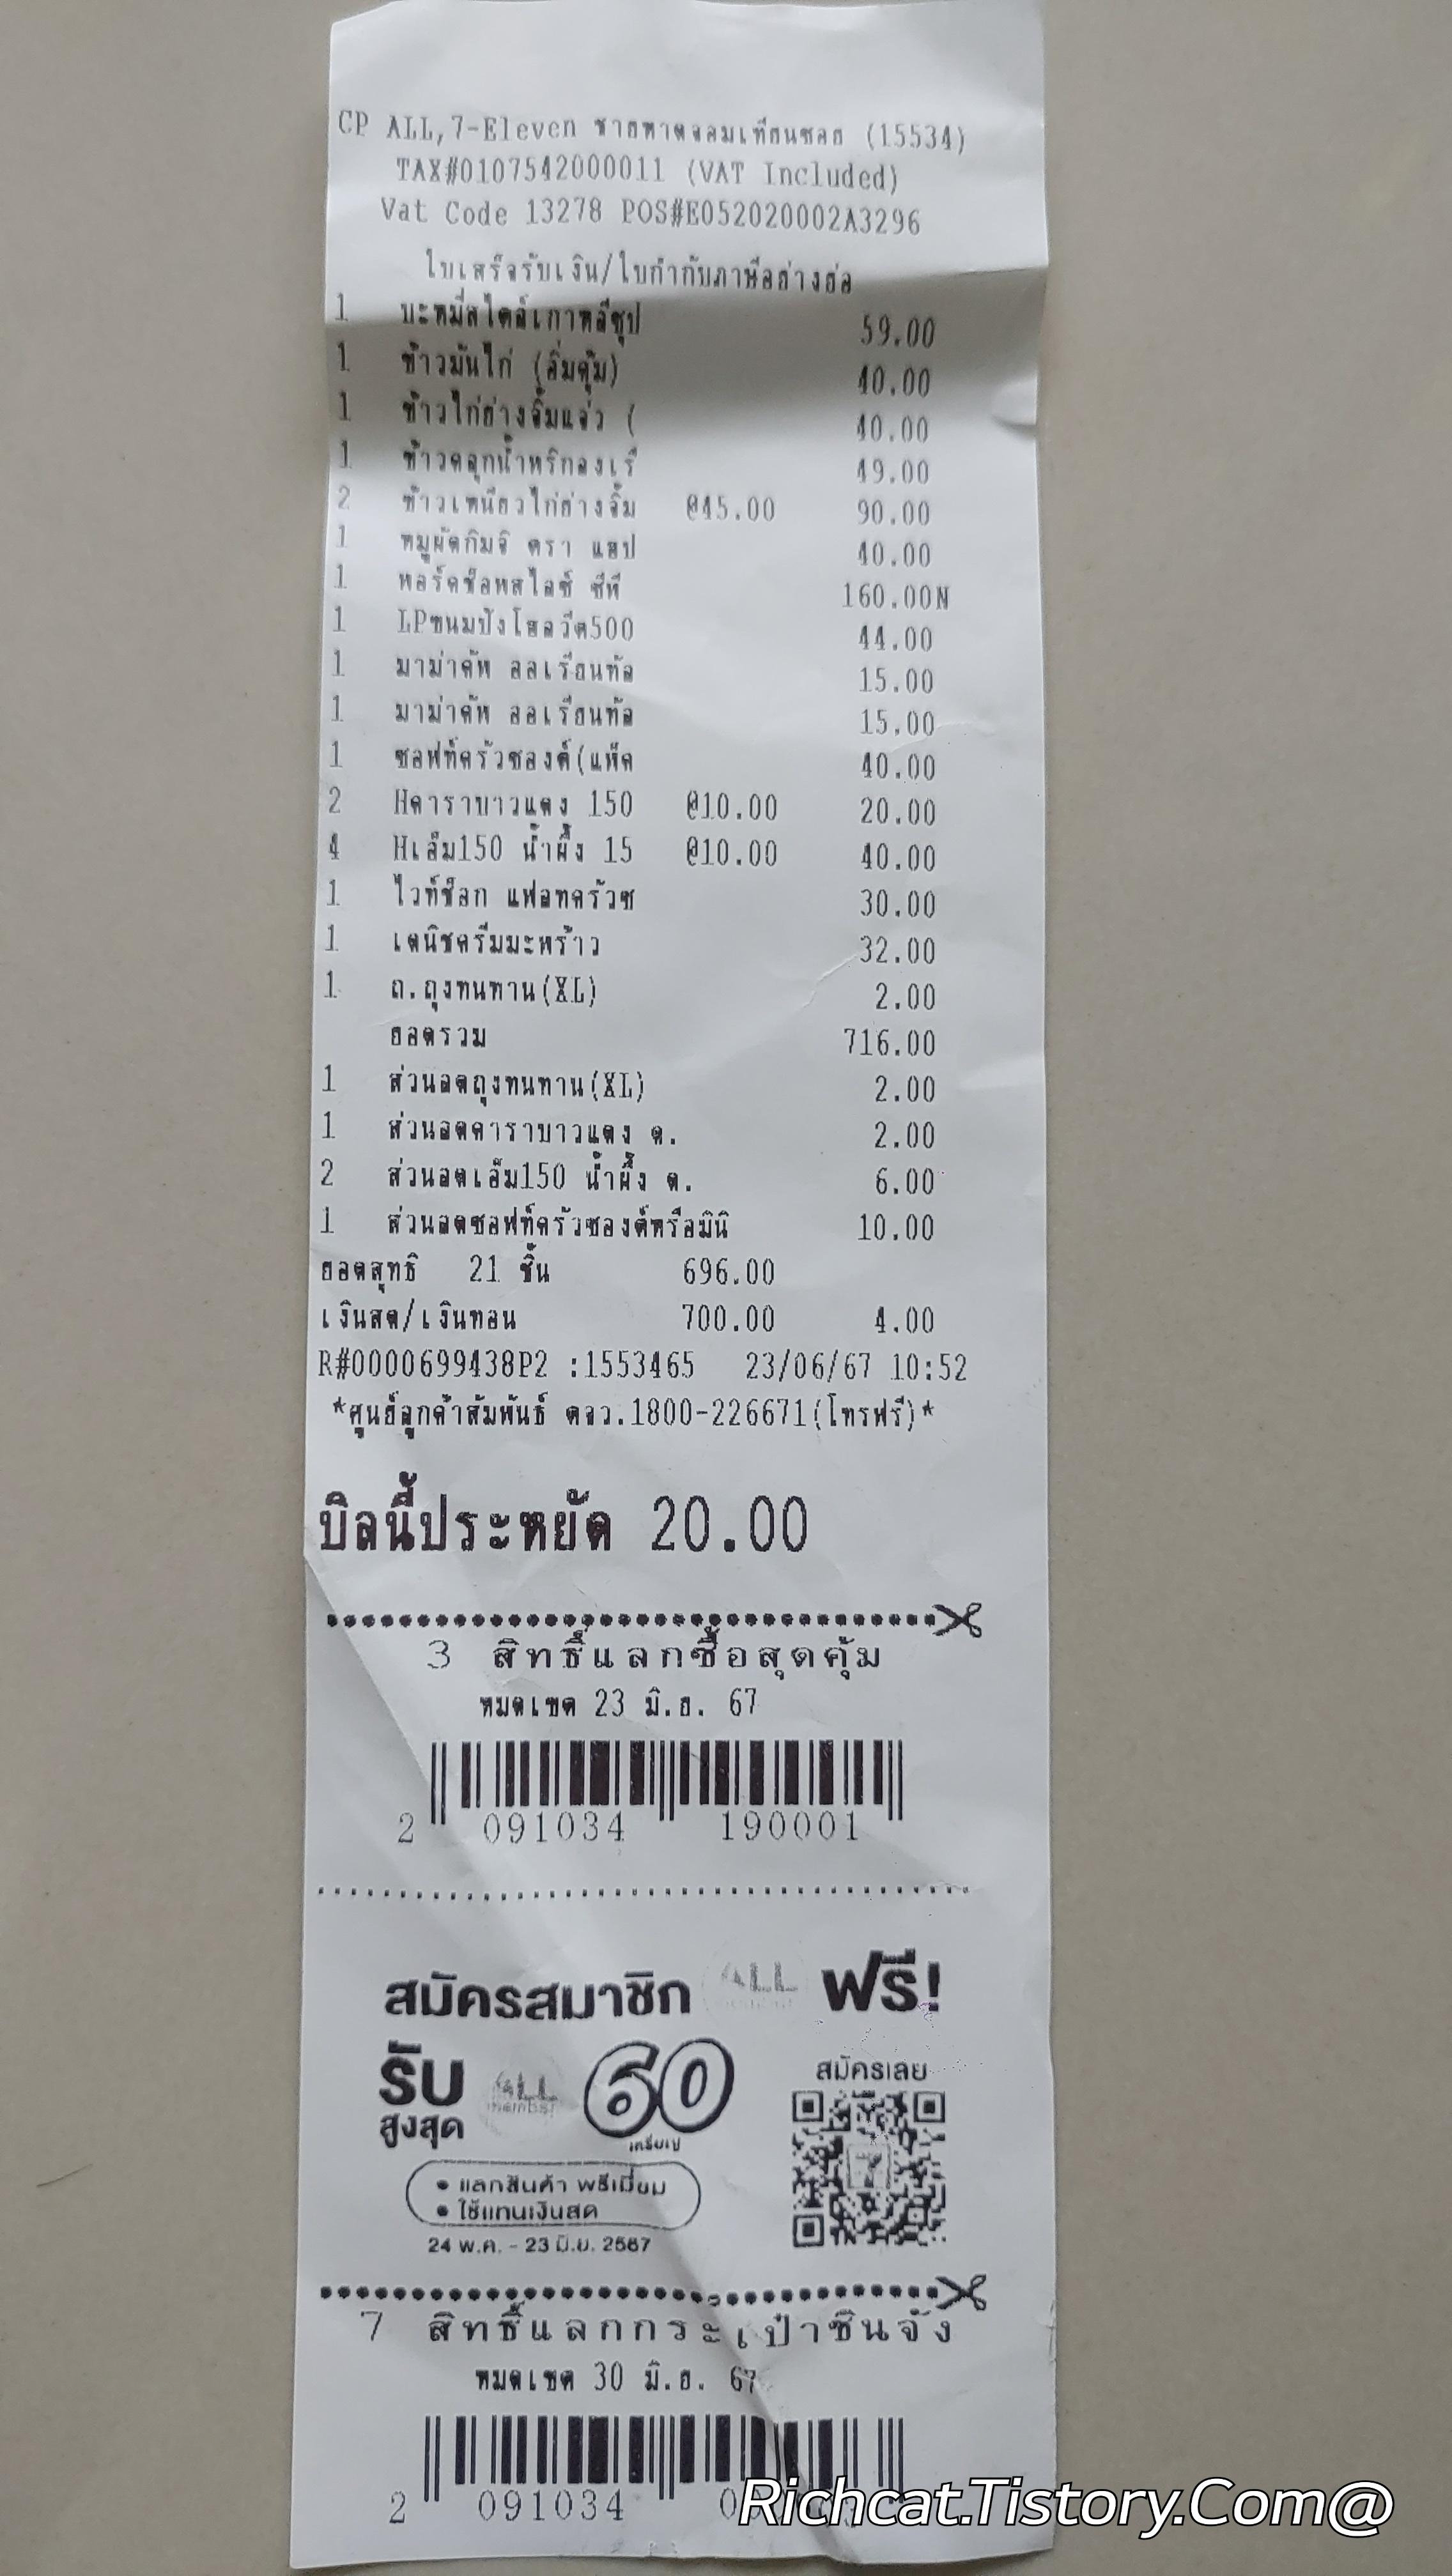 CP ALL,7-Eleven ชายหาดจอมเทียนซอย (15534)
TAX#0107542000011 (VAT Included)
Vat Code 13278 POS#E052020002A3296
ใบเสร็จรับเงิน/ใบกำกับภาษีอย่างย่อ
1 บะหมี่สไตล์เกาหลีซุป 59.00
1 ข้าวมันไก่ (อิ่มคุ้ม) 40.00
1 ข้าวไก่ย่างจิ้มแจ่ว ( 40.00
1 ข้าวคลุกน้ำพริกลงเรื 49.00
2 ข้าวเหนียวไก่ย่างจิ้ม @45.00 90.00
1 หมูผัดกิมจิ ตรา แฮป 40.00
1 พอร์คช็อพสไลซ์ ซีพี 160.00N
1 LPขนมปังโฮลวีต500 44.00
1 มาม่าคัพ ออเรียนทัล 15.00
1 มาม่าคัพ ออเรียนทัล 15.00
1 ซอฟท์ครัวซองต์(แพ็ค 40.00
2 Hคาราบาวแดง 150 @10.00 20.00
4 Hเอ็ม150 น้ำผึ้ง 15 @10.00 40.00
1 ไวท์ช็อก แฟลทครัวซ 30.00
1 เดนิชครีมมะพร้าว 32.00
1 ถ.ถุงทนทาน(XL) 2.00
ยอดรวม 716.00
1 ส่วนลดถุงทนทาน(XL) 2.00
1 ส่วนลดคาราบาวแดง ด. 2.00
2 ส่วนลดเอ็ม150 น้ำผึ้ง ด. 6.00
1 ส่วนลดซอฟท์ครัวซองต์หรือมินิ 10.00
ยอดสุทธิ 21 ชิ้น 696.00
เงินสด/เงินทอน 700.00 4.00
R#0000699438P2 :1553465 23/06/67 10:52
*ศูนย์ลูกค้าสัมพันธ์ ตจว.1800-226671(โทรฟรี)*
บิลนี้ประหยัด 20.00
3 สิทธิ์แลกซื้อสุดคุ้ม
หมดเขต 23 มิ.ย. 67
2 091034 190001
สมัครสมาชิก ALL ฟรี!
รับ สูงสุด ALL member 60 เหรียญ
สมัครเลย
• แลกสินค้า พรีเมี่ยม
• ใช้แทนเงินสด
24 พ.ค. - 23 มิ.ย. 2567
7 สิทธิ์แลกกระเป๋าชินจัง
หมดเขต 30 มิ.ย. 67
2 091034
Richcat.Tistory.Com@